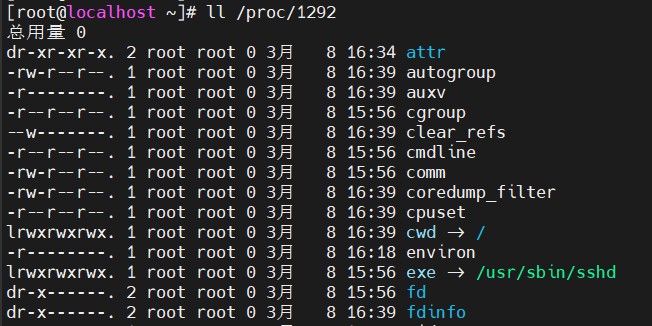 [root@localhost ~]# ll /proc/1292
总用量 0
dr-xr-xr-x. 2 root root 0 3月   8 16:34 attr
-rw-r--r--. 1 root root 0 3月   8 16:39 autogroup
-r--------. 1 root root 0 3月   8 16:39 auxv
-r--r--r--. 1 root root 0 3月   8 15:56 cgroup
--w-------. 1 root root 0 3月   8 16:39 clear_refs
-r--r--r--. 1 root root 0 3月   8 15:56 cmdline
-rw-r--r--. 1 root root 0 3月   8 15:56 comm
-rw-r--r--. 1 root root 0 3月   8 16:39 coredump_filter
-r--r--r--. 1 root root 0 3月   8 16:39 cpuset
lrwxrwxrwx. 1 root root 0 3月   8 16:39 cwd -> /
-r--------. 1 root root 0 3月   8 16:18 environ
lrwxrwxrwx. 1 root root 0 3月   8 15:56 exe -> /usr/sbin/sshd
dr-x------. 2 root root 0 3月   8 15:56 fd
dr-x------. 2 root root 0 3月   8 16:39 fdinfo